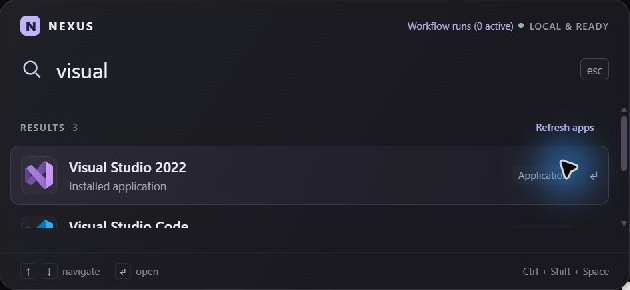 N NEXUS Workflow runs (0 active) LOCAL & READY
visual esc
RESULTS 3 Refresh apps
Visual Studio 2022
Installed application Application ↵
Visual Studio Code
↑ ↓ navigate ↵ open Ctrl + Shift + Space